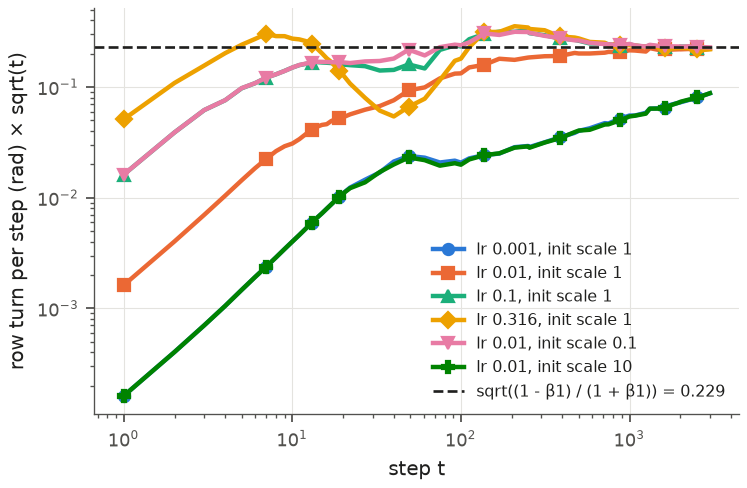 row turn per step (rad) × sqrt(t)
10⁻¹
10⁻²
10⁻³
lr 0.001, init scale 1
lr 0.01, init scale 1
lr 0.1, init scale 1
lr 0.316, init scale 1
lr 0.01, init scale 0.1
lr 0.01, init scale 10
sqrt((1 - β1) / (1 + β1)) = 0.229
10⁰ 10¹ 10² 10³
step t